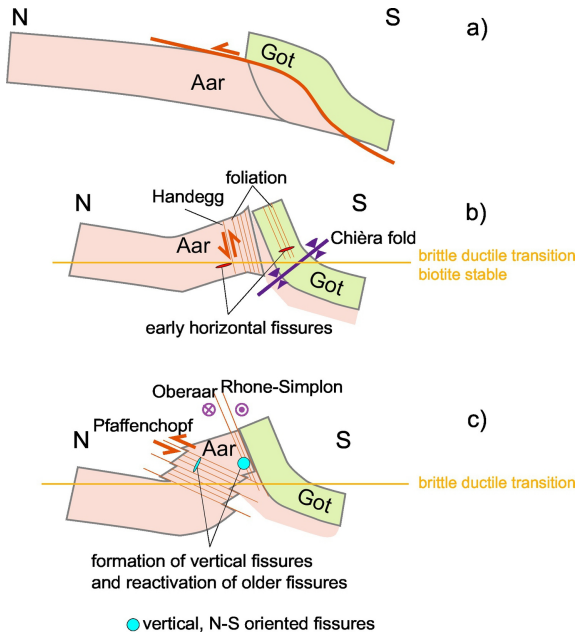 N
S
a)
Got
Aar
foliation
Handegg
N
S
b)
Aar
Chièra fold
brittle ductile transition
biotite stable
Got
early horizontal fissures
Oberaar
Rhone-Simplon
Pfaffenchopf
N
Aar
S
c)
brittle ductile transition
Got
formation of vertical fissures
and reactivation of older fissures
vertical, N-S oriented fissures